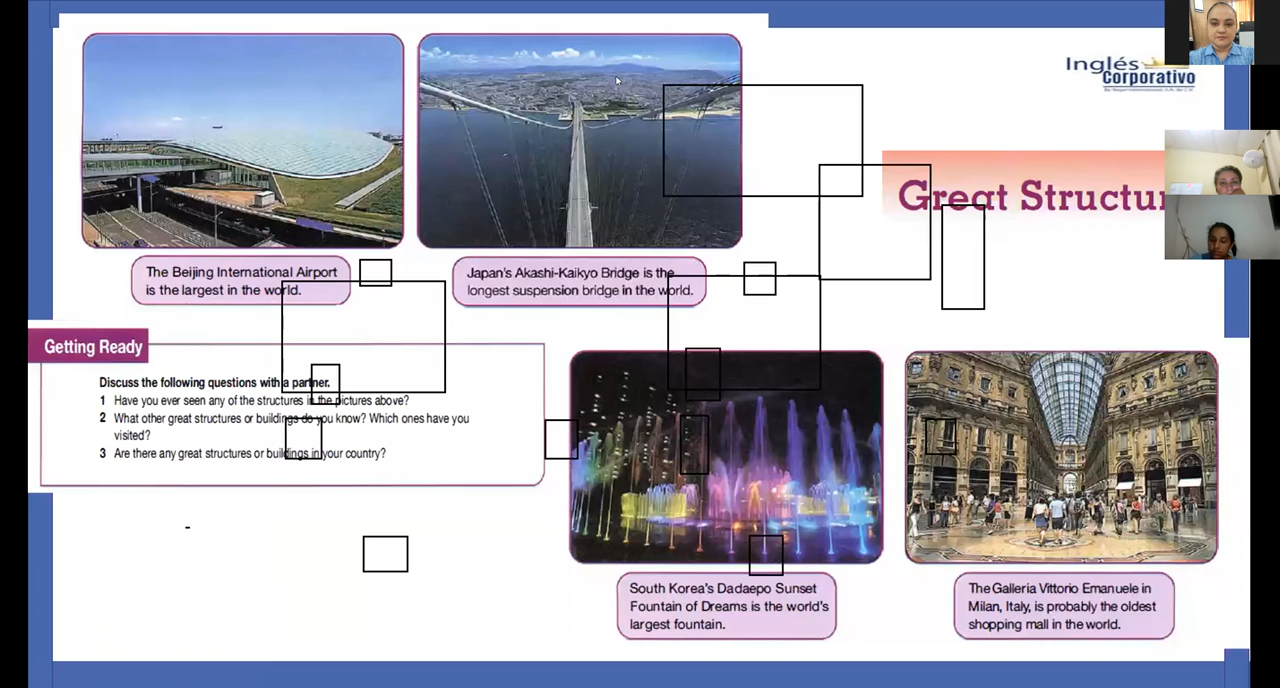 Inglés
Corporativo
Great Structur
The Beijing International Airport
is the largest in the world.
Japan's Akashi-Kaikyo Bridge is the
longest suspension bridge in the world.
Getting Ready
Discuss the following questions with a partner.
1 Have you ever seen any of the structures in the pictures above?
2 What other great structures or buildings do you know? Which ones have you
visited?
3 Are there any great structures or buildings in your country?
South Korea's Dadaepo Sunset
Fountain of Dreams is the world's
largest fountain.
The Galleria Vittorio Emanuele in
Milan, Italy, is probably the oldest
shopping mall in the world.